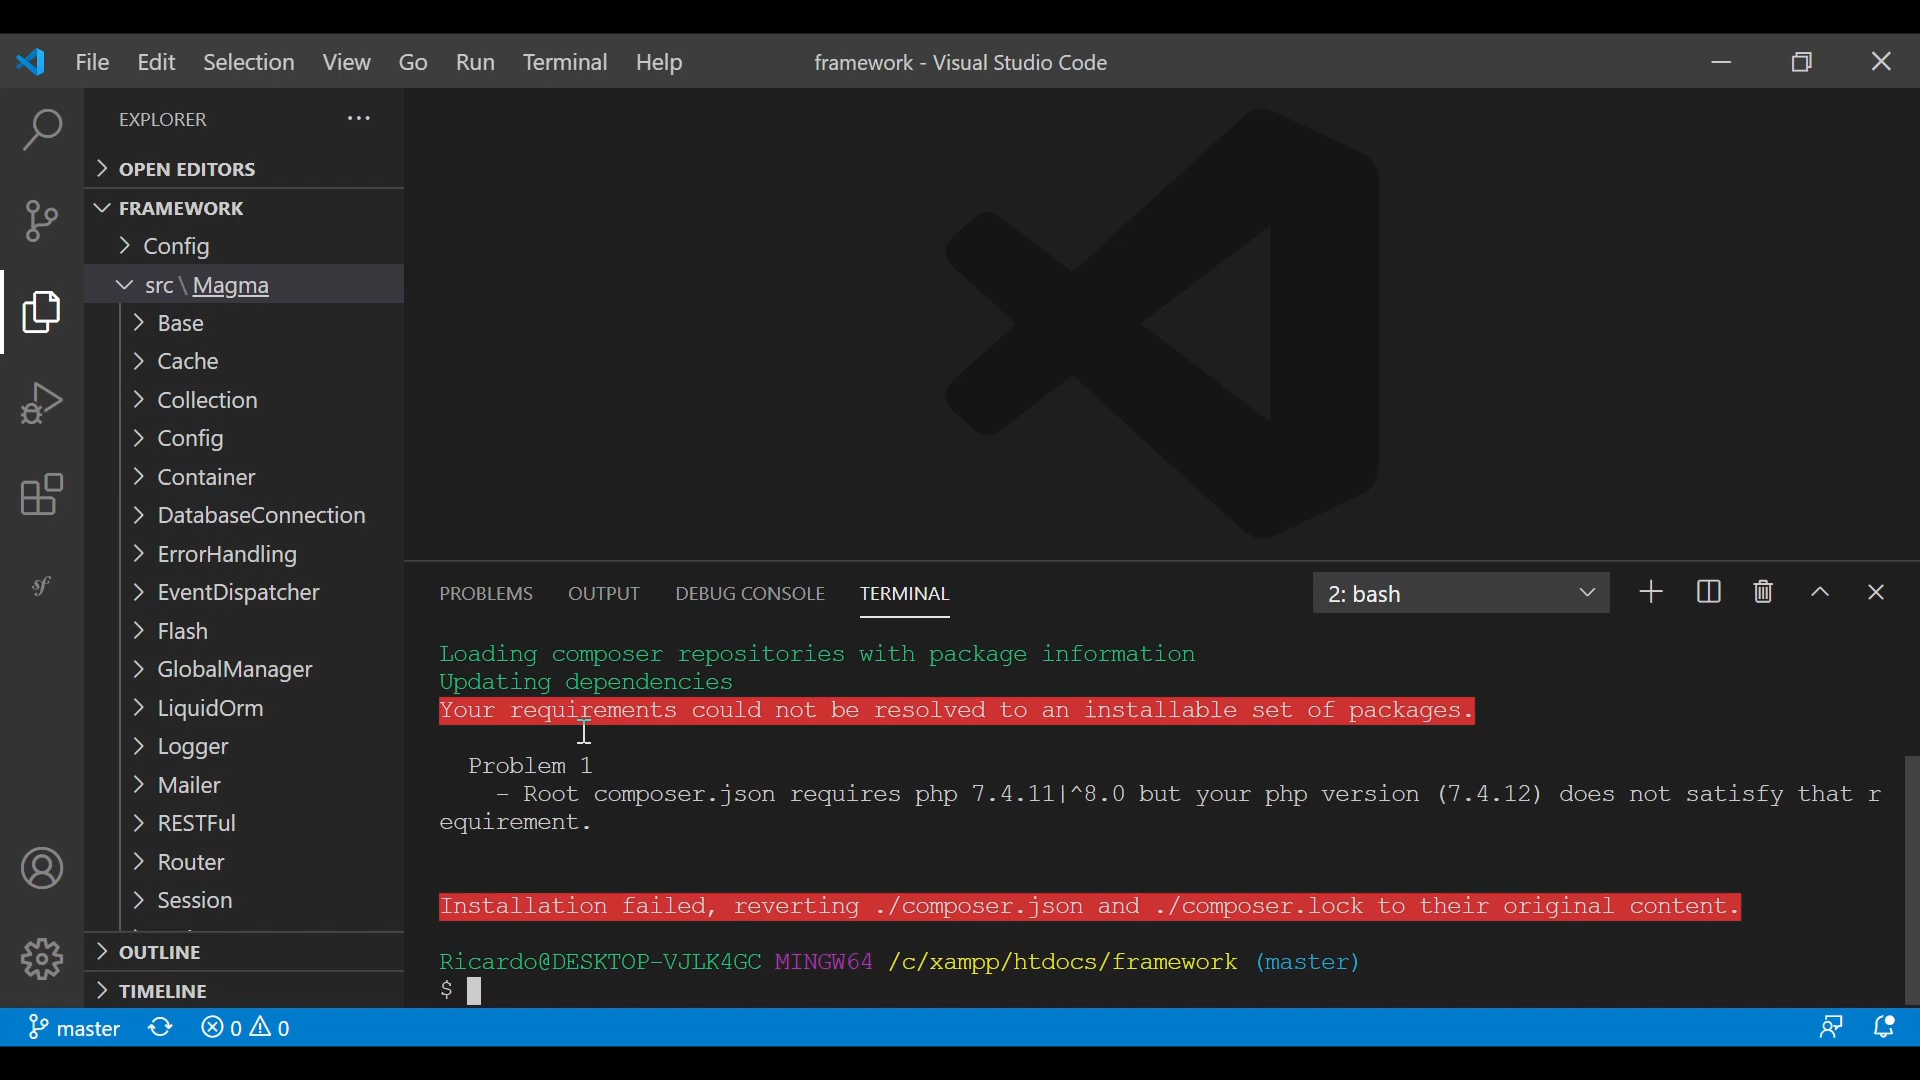 File Edit Selection View Go Run Terminal Help framework - Visual Studio Code
EXPLORER
OPEN EDITORS
FRAMEWORK
Config
src\Magma
Base
Cache
Collection
Config
Container
DatabaseConnection
ErrorHandling
EventDispatcher
Flash
GlobalManager
LiquidOrm
Logger
Mailer
RESTFul
Router
Session
OUTLINE
TIMELINE
sf
PROBLEMS OUTPUT DEBUG CONSOLE TERMINAL 2: bash
Loading composer repositories with package information
Updating dependencies
Your requirements could not be resolved to an installable set of packages.
Problem 1
- Root composer.json requires php 7.4.11|^8.0 but your php version (7.4.12) does not satisfy that r
equirement.
Installation failed, reverting ./composer.json and ./composer.lock to their original content.
Ricardo@DESKTOP-VJLK4GC MINGW64 /c/xampp/htdocs/framework (master)
$
master 0 0